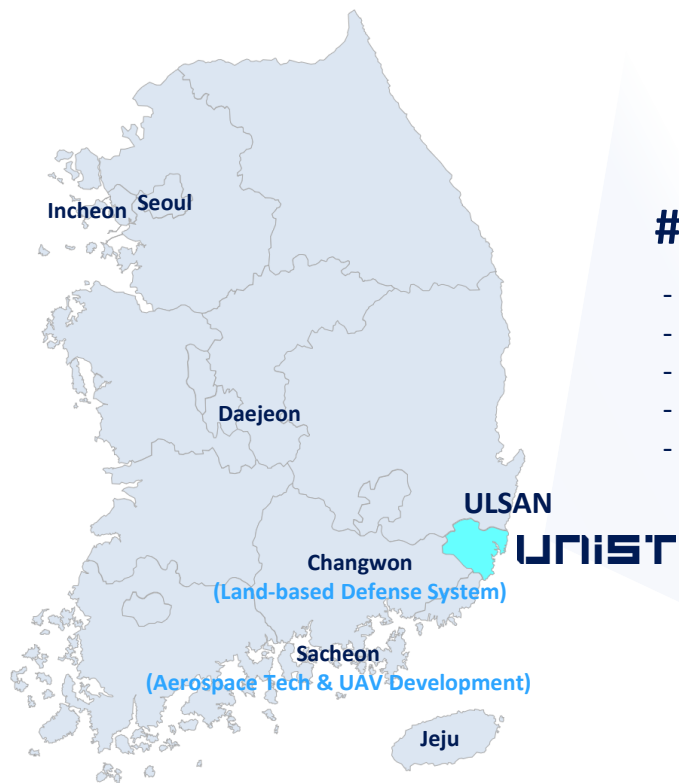 Incheon
Seoul
#
-
-
-
-
-
Daejeon
ULSAN
UNIST
Changwon
(Land-based Defense System)
Sacheon
(Aerospace Tech & UAV Development)
Jeju